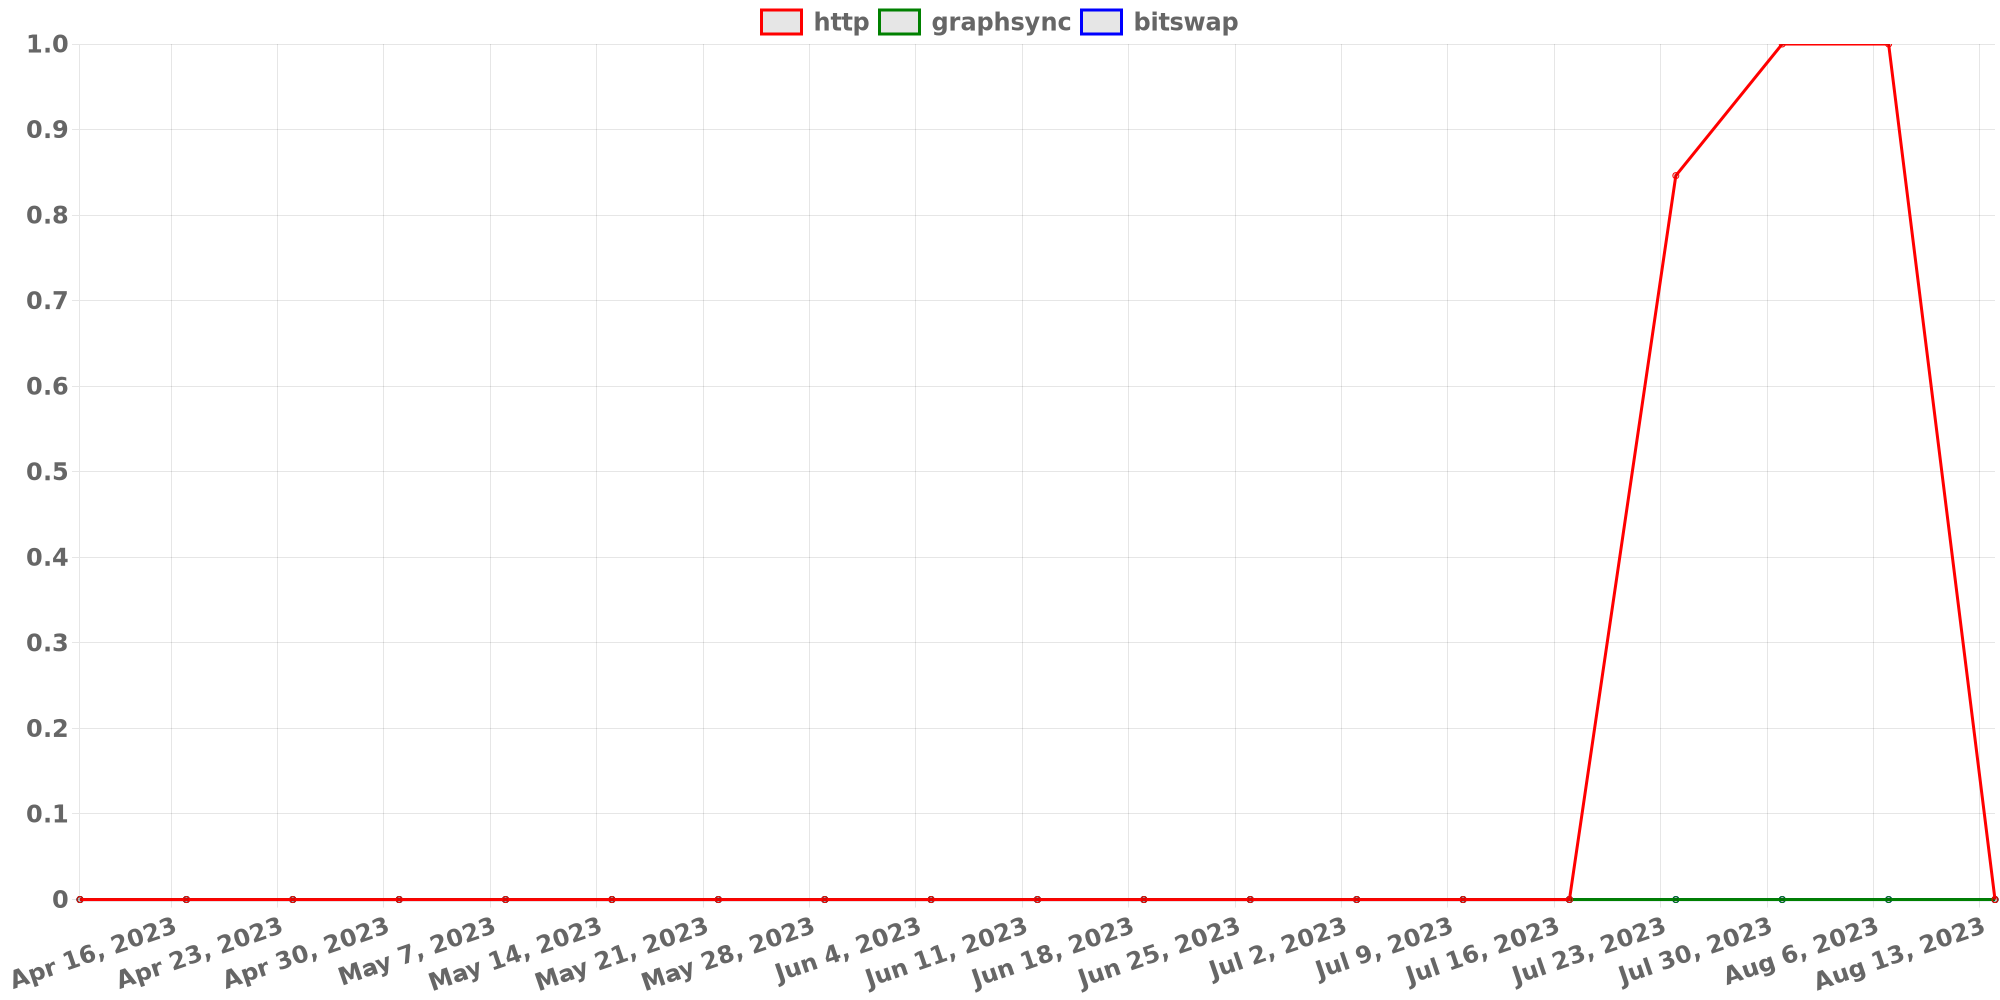 http graphsync bitswap
1.0
0.9
0.8
0.7
0.6
0.5
0.4
0.3
0.2
0.1
0
Apr 16, 2023
Apr 23, 2023
Apr 30, 2023
May 7, 2023
May 14, 2023
May 21, 2023
May 28, 2023
Jun 4, 2023
Jun 11, 2023
Jun 18, 2023
Jun 25, 2023
Jul 2, 2023
Jul 9, 2023
Jul 16, 2023
Jul 23, 2023
Jul 30, 2023
Aug 6, 2023
Aug 13, 2023